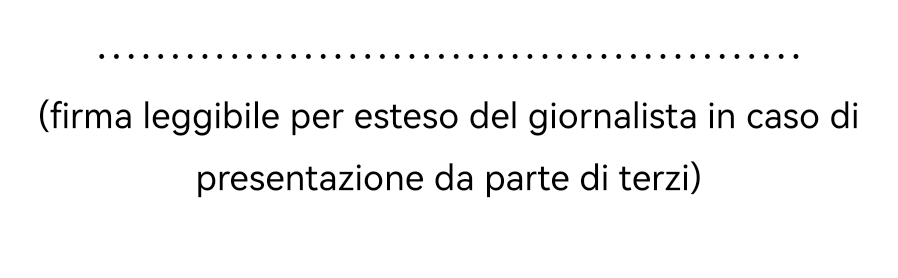 ................................................
(firma leggibile per esteso del giornalista in caso di
presentazione da parte di terzi)